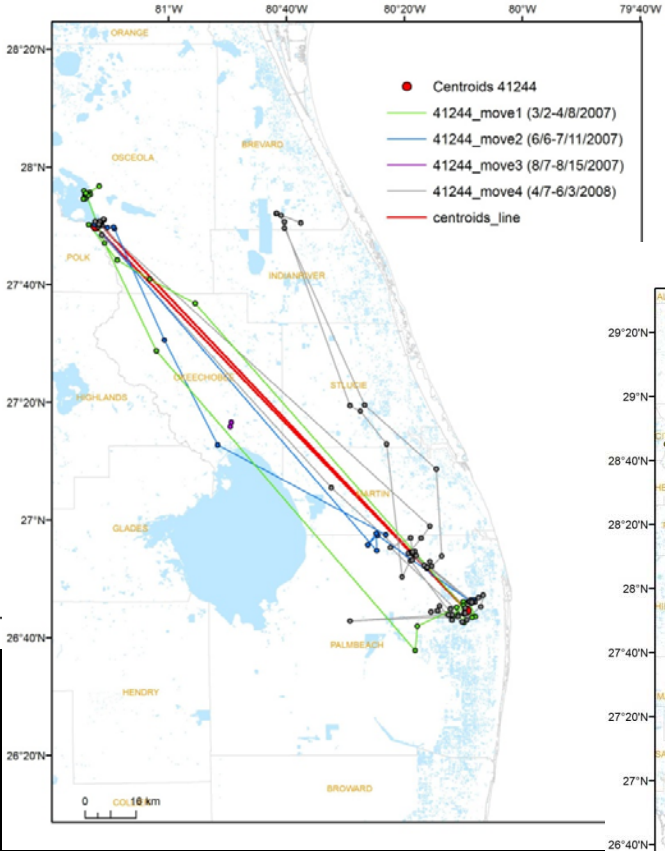 81°W 80°40'W 80°20'W 80°0'W 79°40'W
ORANGE
28°20'N
Centroids 41244
41244_move1 (3/2-4/8/2007)
41244_move2 (6/6-7/11/2007)
41244_move3 (8/7-8/15/2007)
41244_move4 (4/7-6/3/2008)
centroids_line
BREVARD
OSCEOLA
28°N
POLK
INDIANRIVER
27°40'N
OKEECHOBEE
ST.LUCIE
HIGHLANDS
27°20'N
MARTIN
27°N
GLADES
PALMBEACH
26°40'N
HENDRY
26°20'N
BROWARD
0 10 km
29°20'N
29°N
28°40'N
28°20'N
28°N
27°40'N
27°20'N
27°N
26°40'N